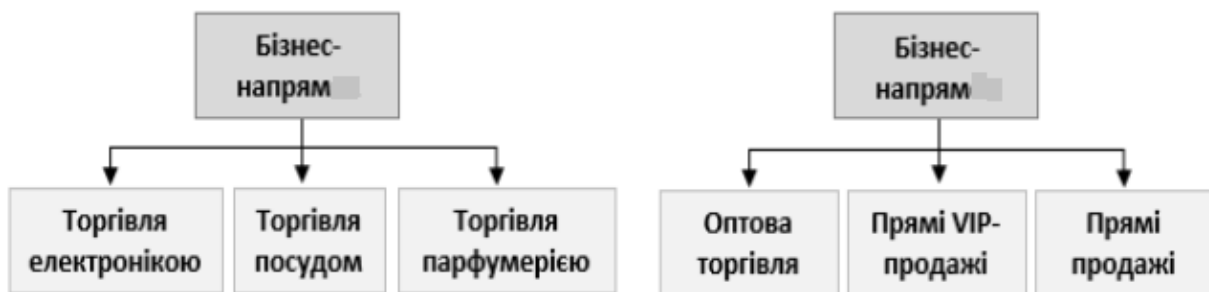 Бізнес-
напрям
Торгівля
електронікою
Торгівля
посудом
Торгівля
парфумерією
Бізнес-
напрям
Оптова
торгівля
Прямі VIP-
продажі
Прямі
продажі